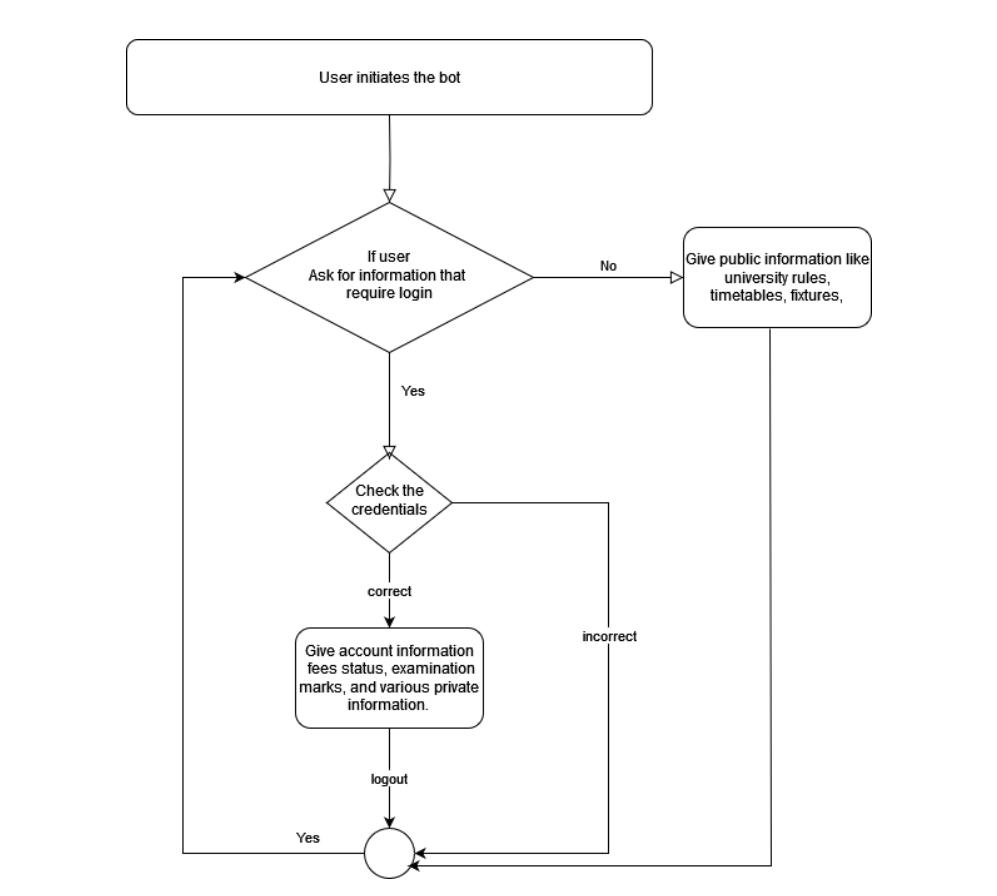 User initiates the bot
If user
Ask for information that
require login
No
Give public information like
university rules,
timetables, fixtures,
Yes
Check the
credentials
correct
incorrect
Give account information
fees status, examination
marks, and various private
information.
logout
Yes